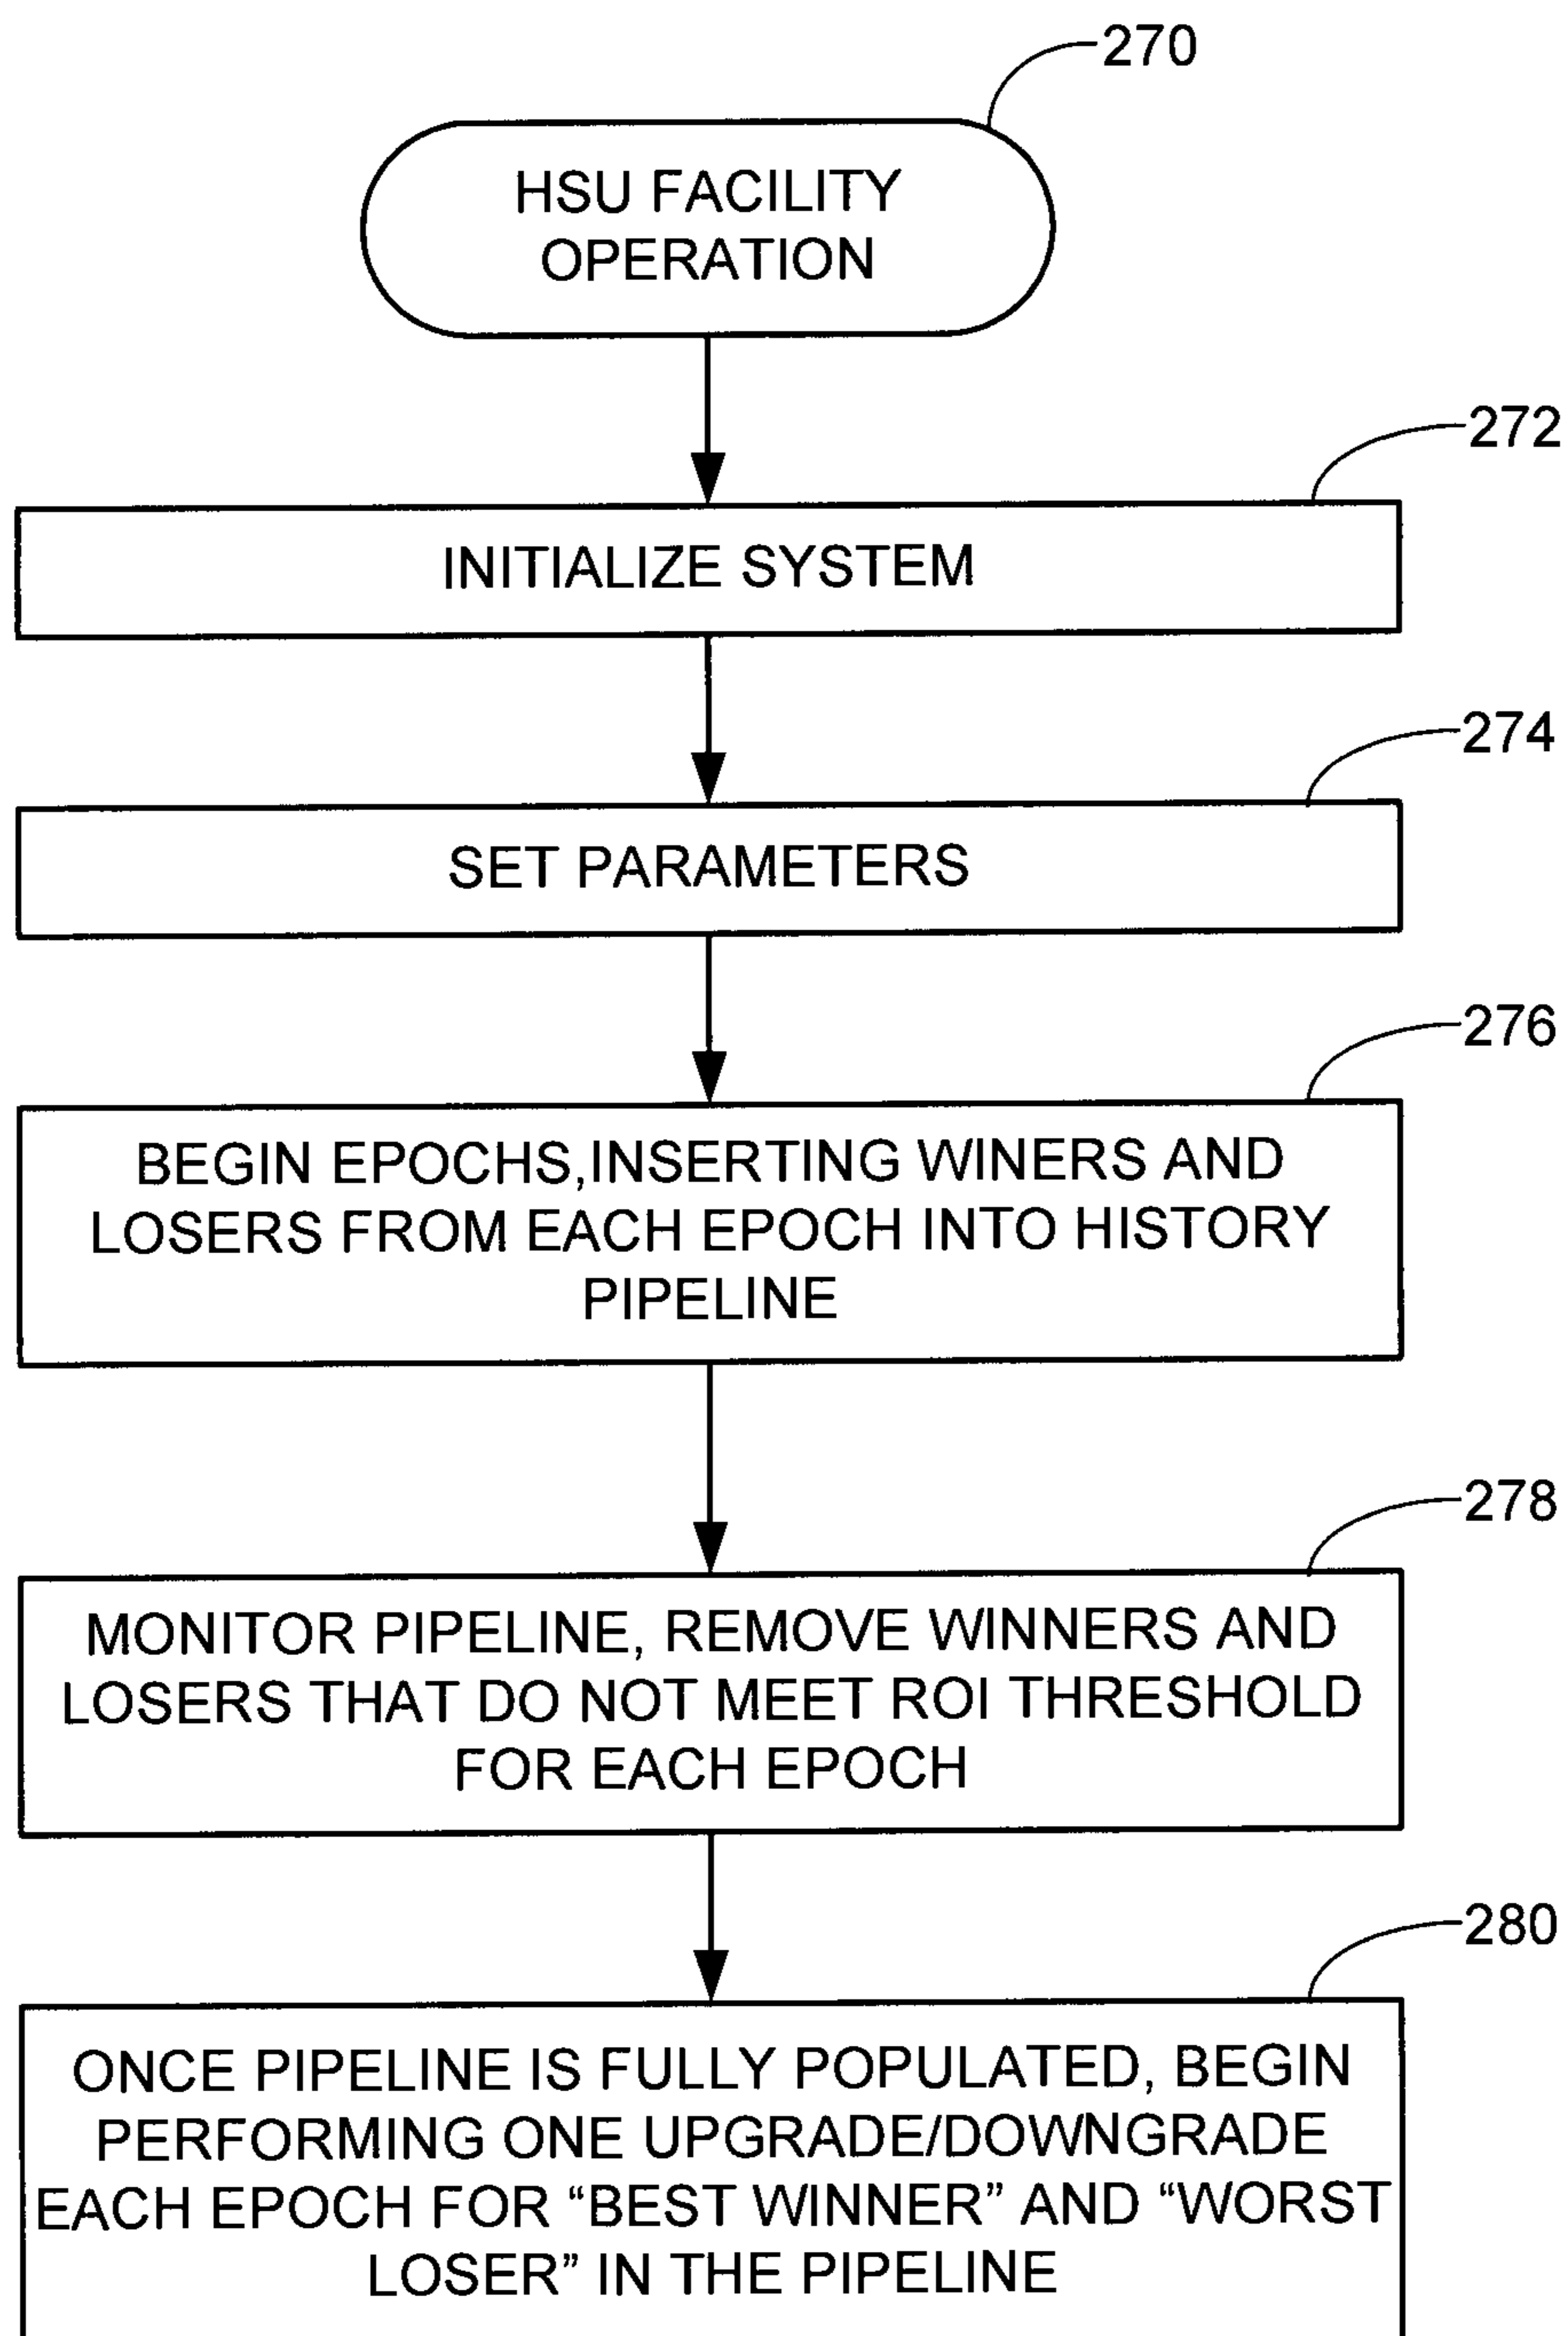 270
HSU FACILITY
OPERATION
272
INITIALIZE SYSTEM
274
SET PARAMETERS
276
BEGIN EPOCHS,INSERTING WINERS AND
LOSERS FROM EACH EPOCH INTO HISTORY
PIPELINE
278
MONITOR PIPELINE, REMOVE WINNERS AND
LOSERS THAT DO NOT MEET ROI THRESHOLD
FOR EACH EPOCH
280
ONCE PIPELINE IS FULLY POPULATED, BEGIN
PERFORMING ONE UPGRADE/DOWNGRADE
EACH EPOCH FOR “BEST WINNER” AND “WORST
LOSER” IN THE PIPELINE